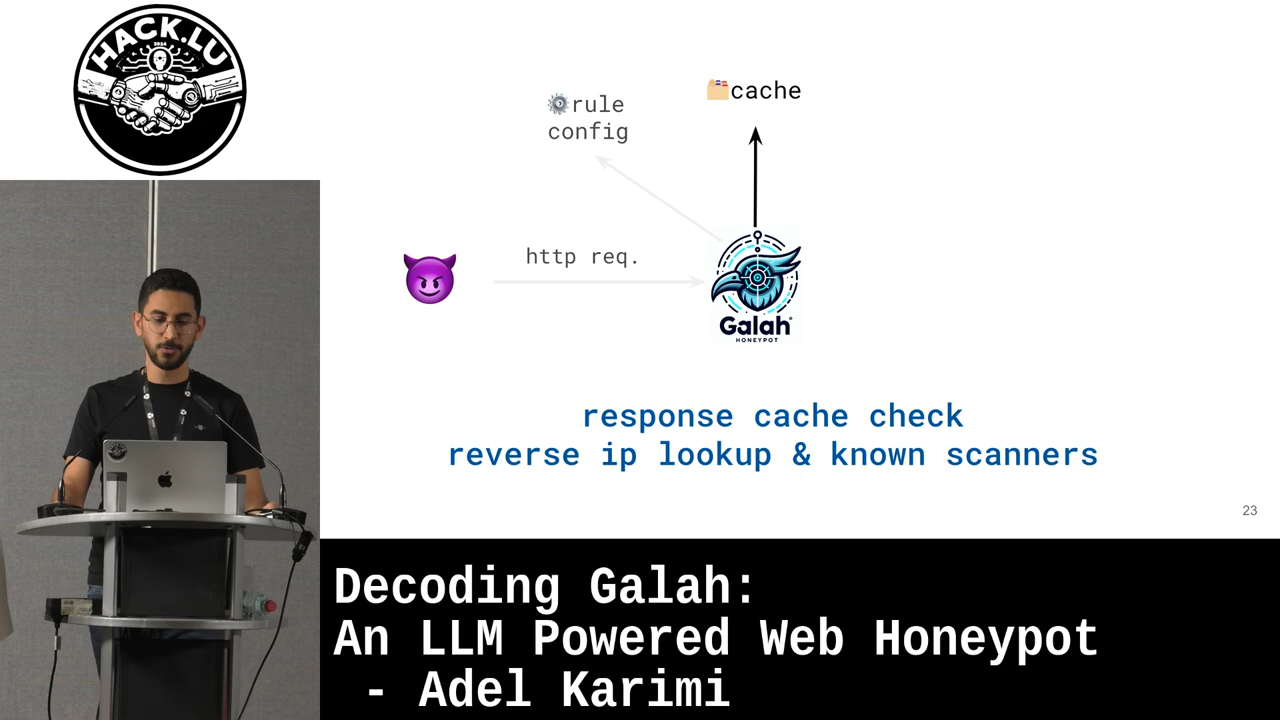 HACK.LU
2024
rule
config
cache
http req.
Galah
HONEYPOT
response cache check
reverse ip lookup & known scanners
23
Decoding Galah:
An LLM Powered Web Honeypot
- Adel Karimi